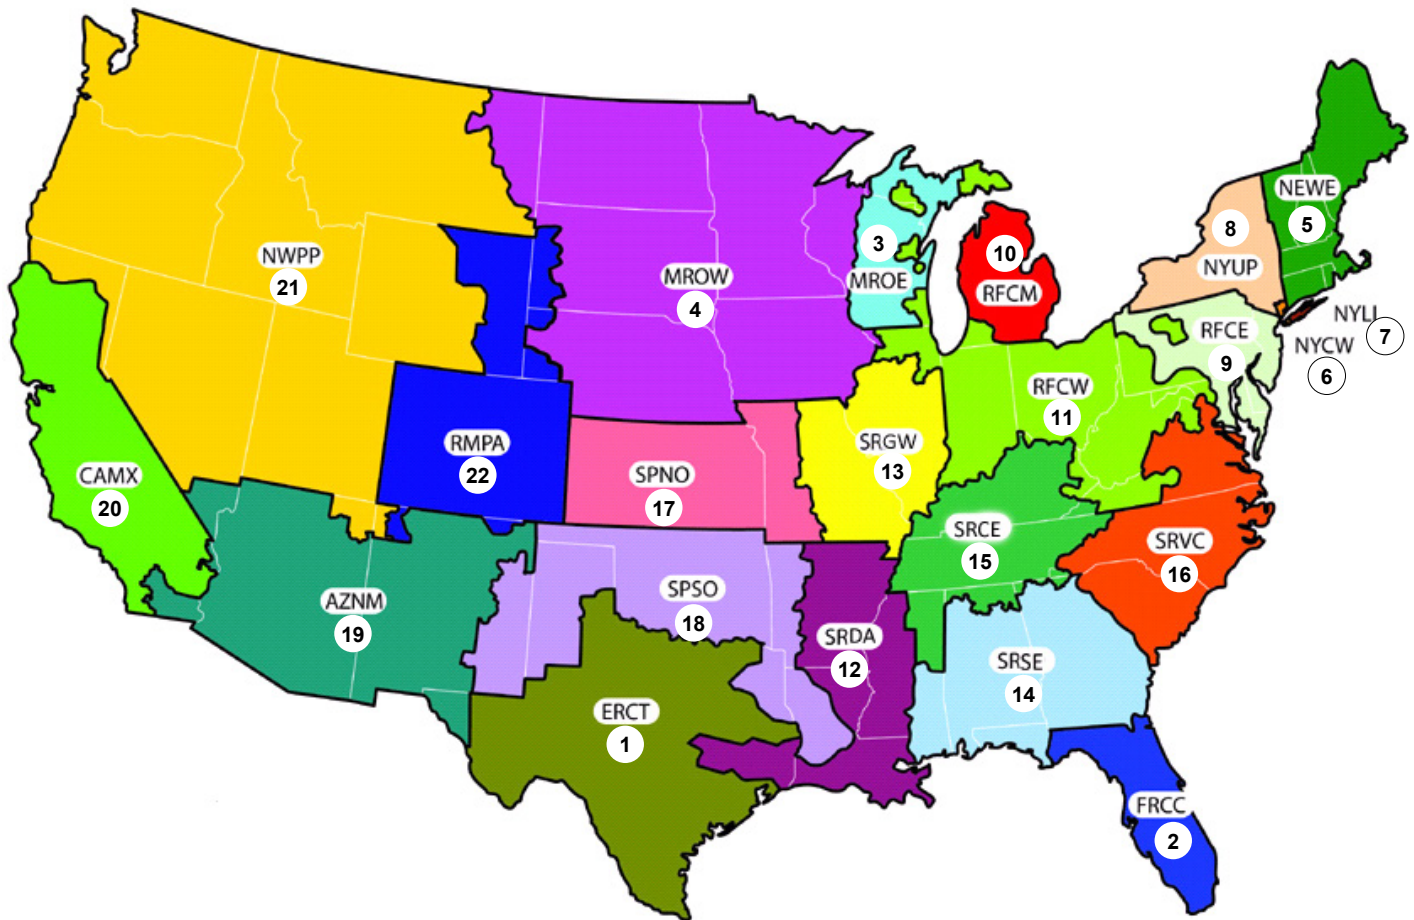 NEWE
5
8
NYUP
3
MROE
10
RFCM
NWPP
21
MROW
4
NYLI
7
RFCE
9
NYCW
6
RFCW
11
RMPA
22
SRGW
13
CAMX
20
SPNO
17
SRCE
15
SRVC
16
AZNM
19
SPSO
18
SRDA
12
SRSE
14
ERCT
1
FRCC
2